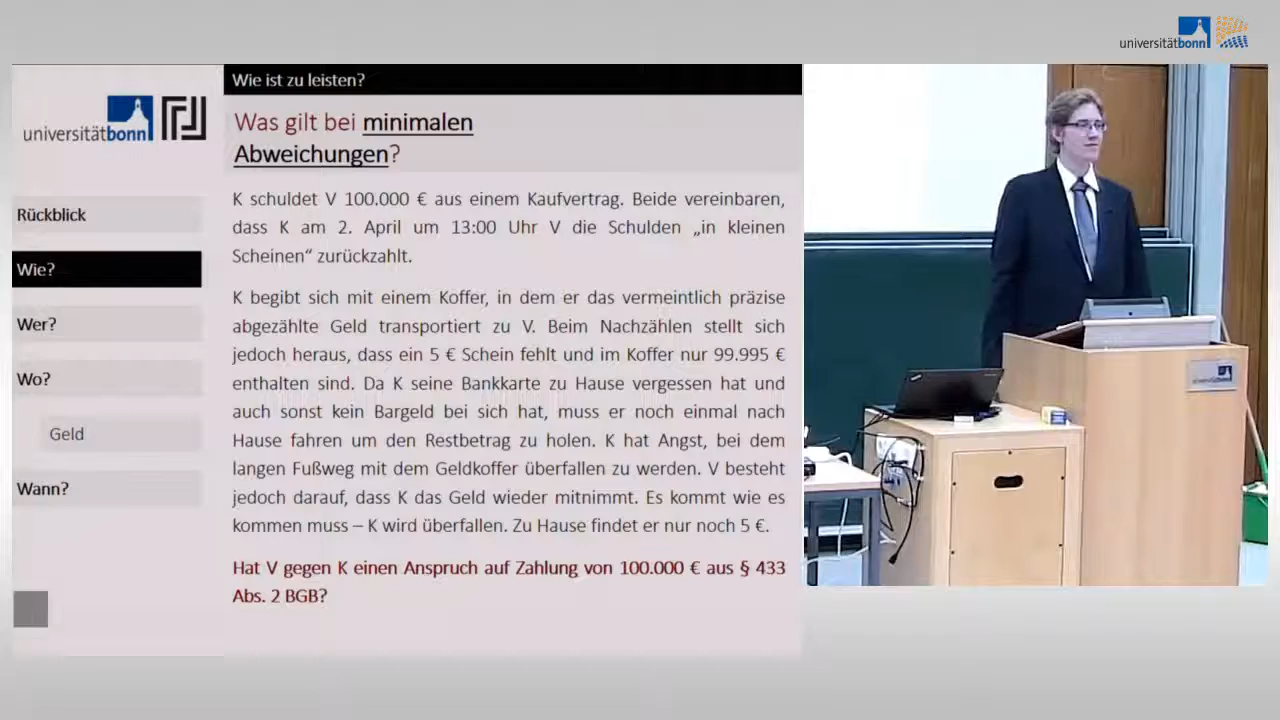 universitätbonn
universitätbonn
Rückblick
Wie?
Wer?
Wo?
Geld
Wann?
Wie ist zu leisten?
Was gilt bei minimalen
Abweichungen?
K schuldet V 100.000 € aus einem Kaufvertrag. Beide vereinbaren,
dass K am 2. April um 13:00 Uhr V die Schulden „in kleinen
Scheinen“ zurückzahlt.
K begibt sich mit einem Koffer, in dem er das vermeintlich präzise
abgezählte Geld transportiert zu V. Beim Nachzählen stellt sich
jedoch heraus, dass ein 5 € Schein fehlt und im Koffer nur 99.995 €
enthalten sind. Da K seine Bankkarte zu Hause vergessen hat und
auch sonst kein Bargeld bei sich hat, muss er noch einmal nach
Hause fahren um den Restbetrag zu holen. K hat Angst, bei dem
langen Fußweg mit dem Geldkoffer überfallen zu werden. V besteht
jedoch darauf, dass K das Geld wieder mitnimmt. Es kommt wie es
kommen muss – K wird überfallen. Zu Hause findet er nur noch 5 €.
Hat V gegen K einen Anspruch auf Zahlung von 100.000 € aus § 433
Abs. 2 BGB?
universitätbonn